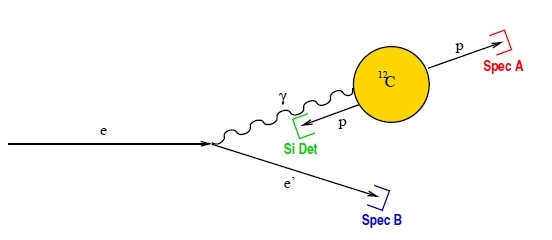 p
Spec A
12C
γ
p
Si Det
e
e'
Spec B